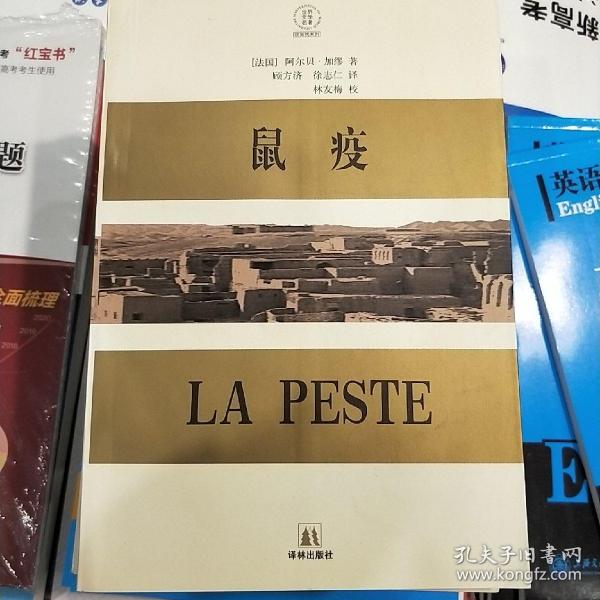 [法国] 阿尔贝·加缪 著
顾方济 徐志仁 译
林友梅 校
鼠疫
LA PESTE
译林出版社
考“红宝书”
高考考生使用
题
全面梳理
2020
2019
2018
新高考
英语
Engli
E
孔夫子旧书网
www.kongfz.com